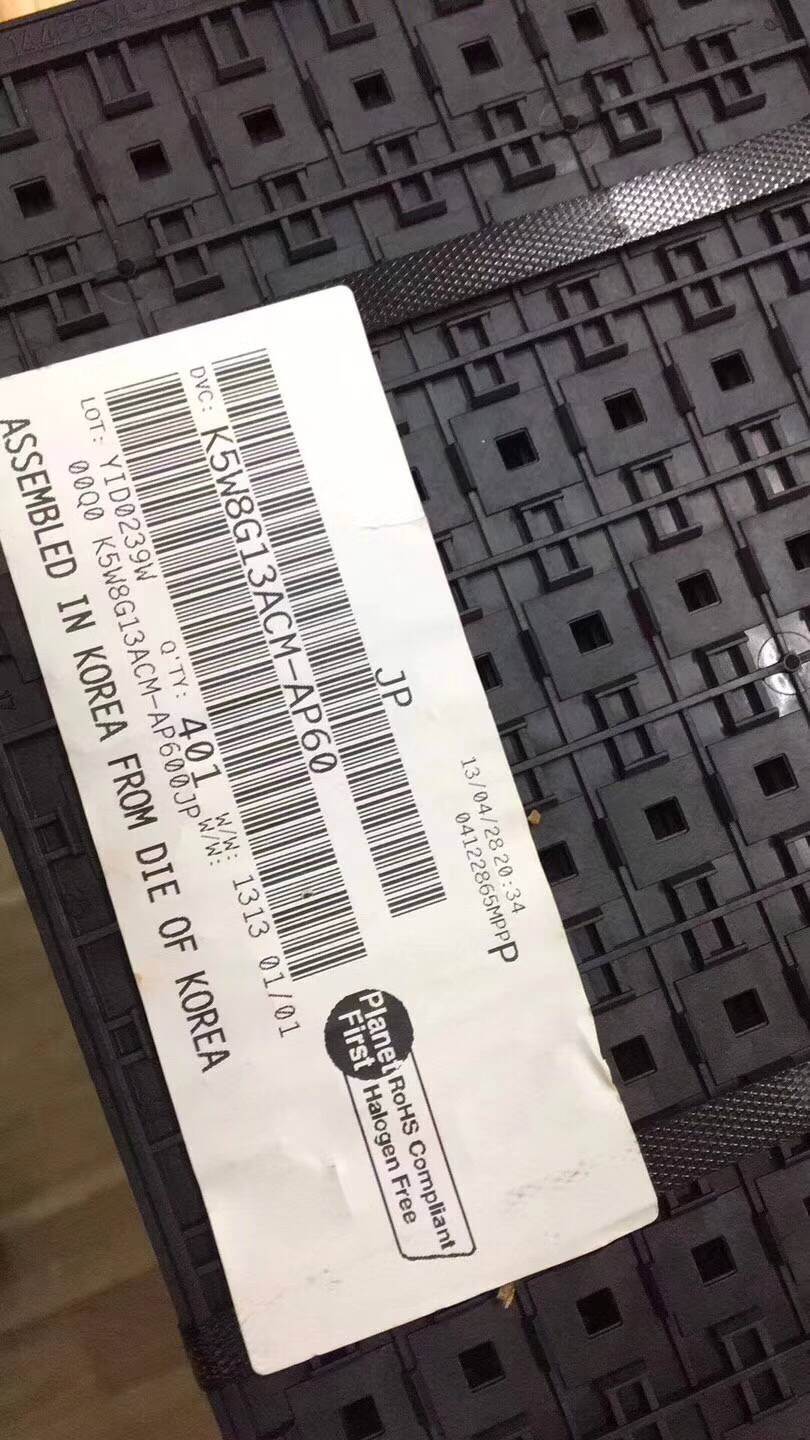 JP
13/04/28 20:34
04122865MPPP
DVC: K5W8G13ACM-AP60
LOT: YID0239W Q'TY: 401 W/W: 1313 01/01
00Q0 K5W8G13ACM-AP600JP W/W:
ASSEMBLED IN KOREA FROM DIE OF KOREA
Planet
First
RoHS Compliant
Halogen Free